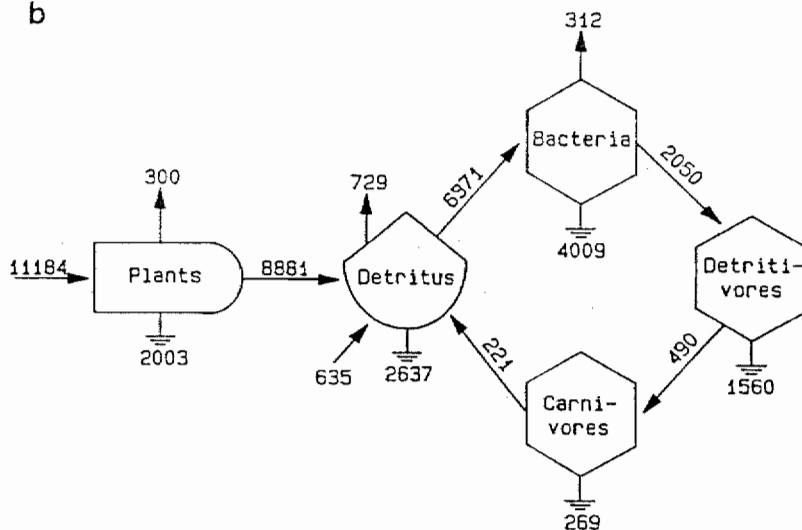 b
312
Bacteria
2050
6371
300
729
4009
11184
Plants
8881
Detritus
Detriti-
vores
2003
635
2637
221
490
1560
Carni-
vores
269